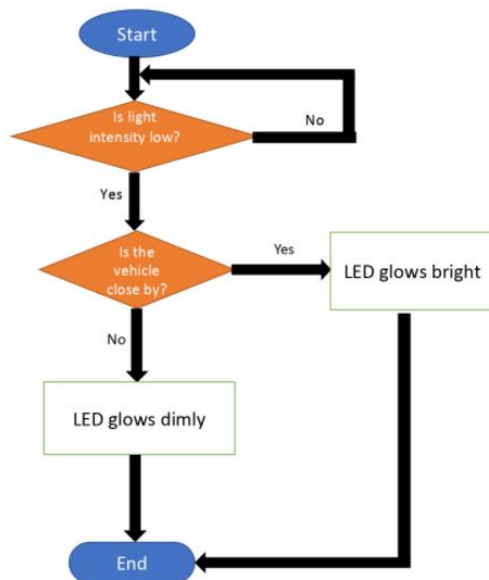 Start
Is light
intensity low?
No
Yes
Is the
vehicle
close by?
Yes
LED glows bright
No
LED glows dimly
End